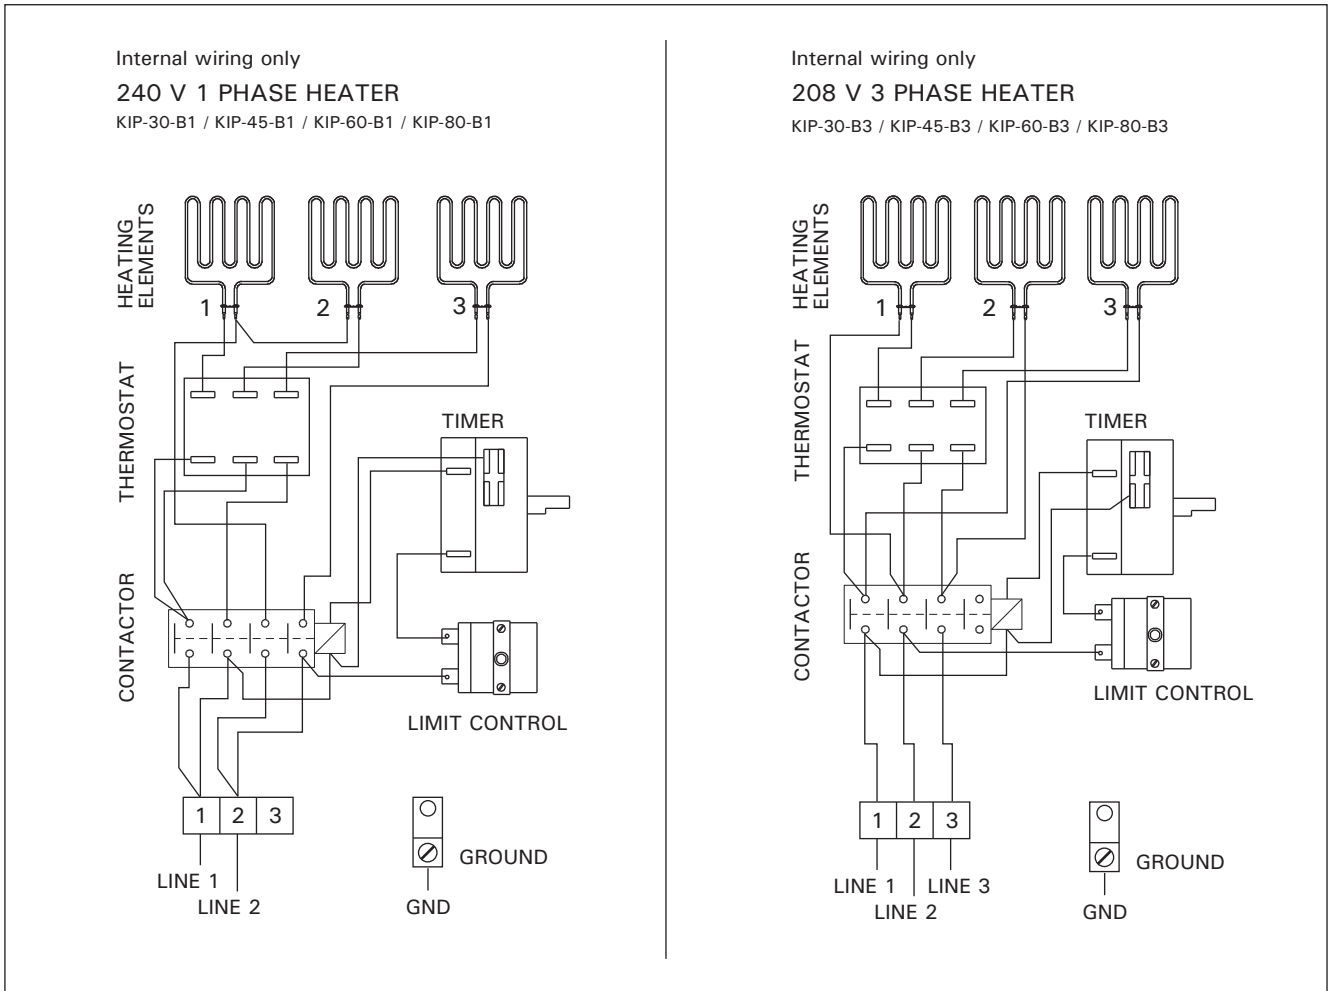 Internal wiring only
240 V 1 PHASE HEATER
KIP-30-B1 / KIP-45-B1 / KIP-60-B1 / KIP-80-B1
HEATING
ELEMENTS
1
2
3
THERMOSTAT
TIMER
CONTACTOR
LIMIT CONTROL
1
2
3
LINE 1
LINE 2
GROUND
GND
Internal wiring only
208 V 3 PHASE HEATER
KIP-30-B3 / KIP-45-B3 / KIP-60-B3 / KIP-80-B3
HEATING
ELEMENTS
1
2
3
THERMOSTAT
TIMER
CONTACTOR
LIMIT CONTROL
1
2
3
LINE 1
LINE 3
LINE 2
GROUND
GND